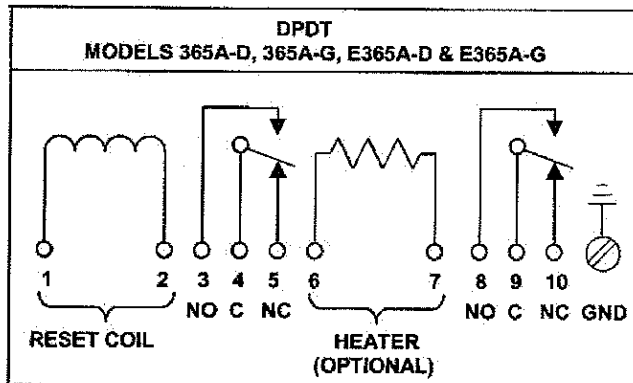 DPDT
MODELS 365A-D, 365A-G, E365A-D & E365A-G
1 2 3 4 5 6 7 8 9 10
NO C NC NO C NC GND
RESET COIL HEATER
(OPTIONAL)